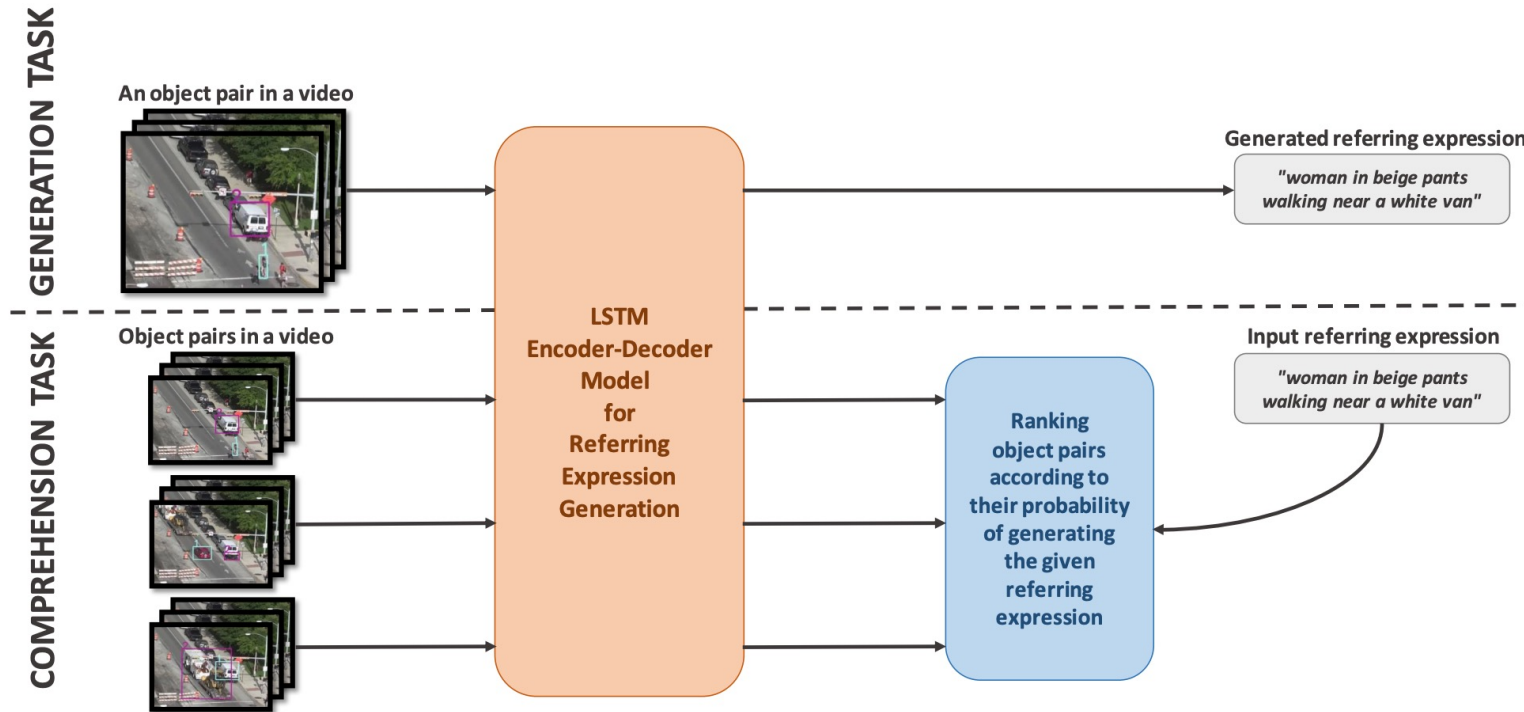 GENERATION TASK
An object pair in a video
Generated referring expression
"woman in beige pants
walking near a white van"
COMPREHENSION TASK
Object pairs in a video
LSTM
Encoder-Decoder
Model
for
Referring
Expression
Generation
Ranking
object pairs
according to
their probability
of generating
the given
referring
expression
Input referring expression
"woman in beige pants
walking near a white van"